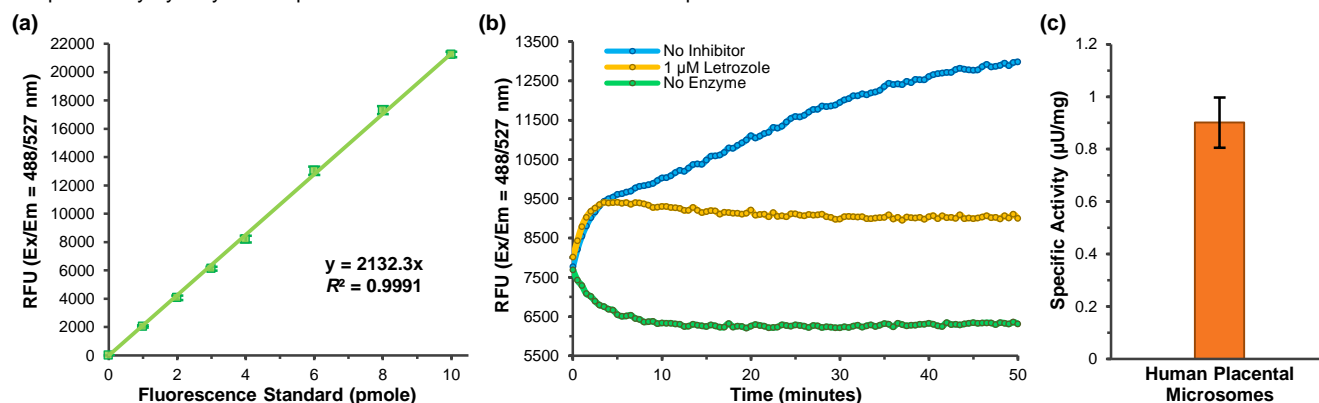 (a)
22000
20000
18000
16000
14000
12000
10000
8000
6000
4000
2000
0
RFU (Ex/Em = 488/527 nm)
y = 2132.3x
R² = 0.9991
0 2 4 6 8 10
Fluorescence Standard (pmole)
(b)
13500
12500
11500
10500
9500
8500
7500
6500
5500
RFU (Ex/Em = 488/527 nm)
No Inhibitor
1 µM Letrozole
No Enzyme
0 10 20 30 40 50
Time (minutes)
(c)
1.2
1
0.8
0.6
0.4
0.2
0
Specific Activity (µU/mg)
Human Placental
Microsomes